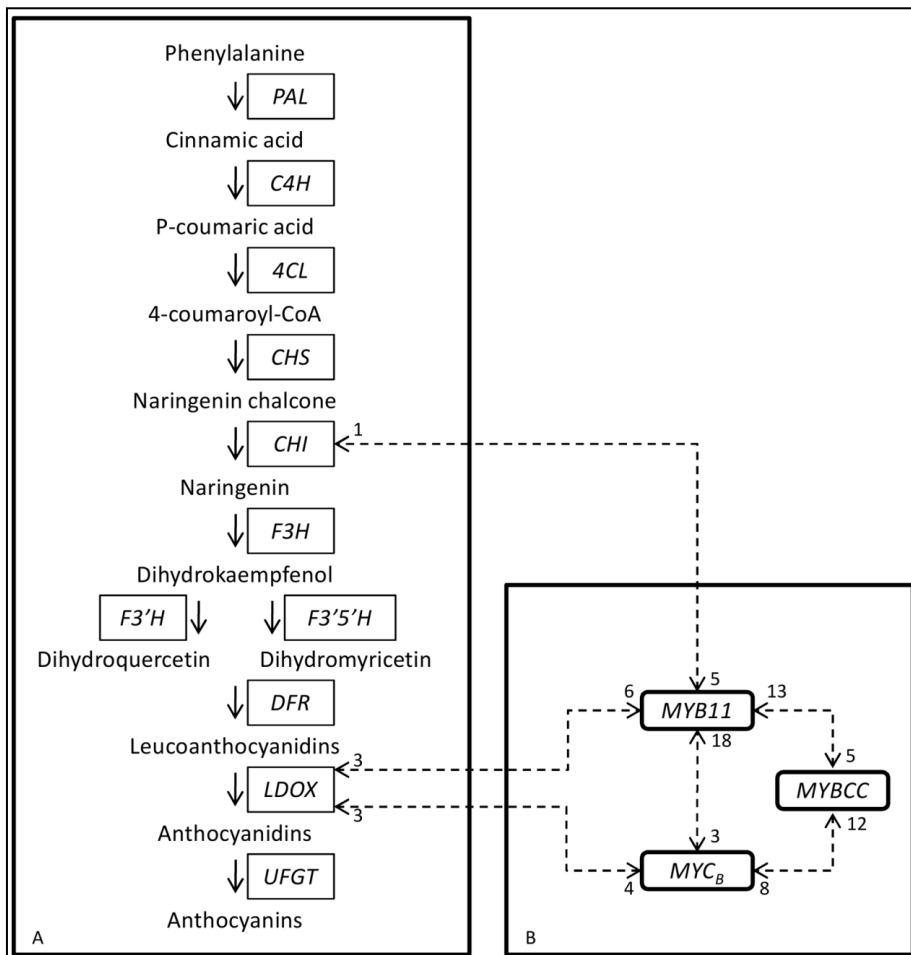 Phenylalanine
PAL
Cinnamic acid
C4H
P-coumaric acid
4CL
4-coumaroyl-CoA
CHS
Naringenin chalcone
CHI
1
Naringenin
F3H
Dihydrokaempfenol
F3’H
F3’5’H
Dihydroquercetin
Dihydromyricetin
DFR
Leucoanthocyanidins
LDOX
3
3
Anthocyanidins
UFGT
Anthocyanins
A
5
6
13
MYB11
18
5
MYBCC
12
3
MYCB
4
8
B